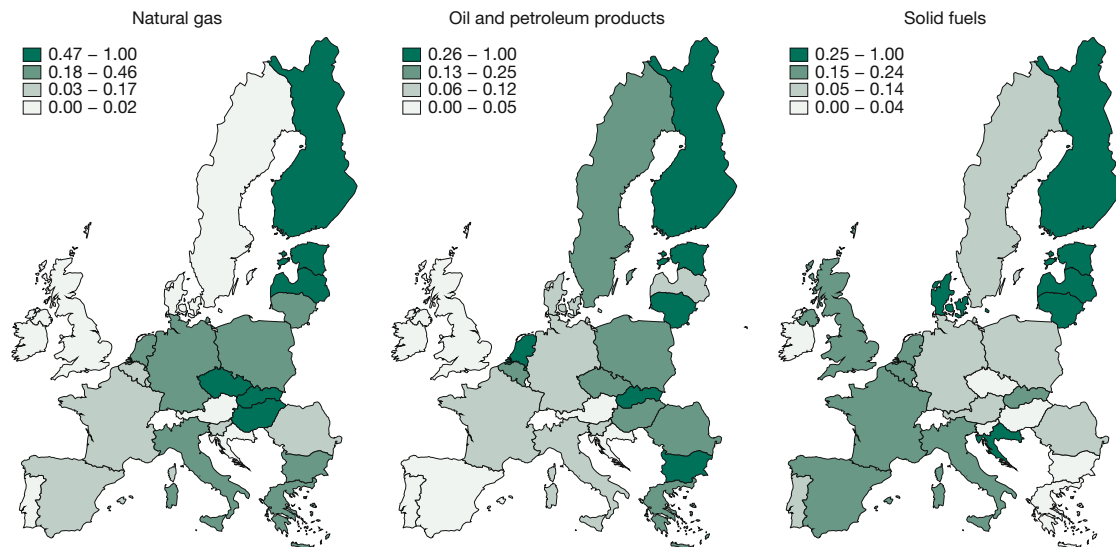 Natural gas
0.47 – 1.00
0.18 – 0.46
0.03 – 0.17
0.00 – 0.02
Oil and petroleum products
0.26 – 1.00
0.13 – 0.25
0.06 – 0.12
0.00 – 0.05
Solid fuels
0.25 – 1.00
0.15 – 0.24
0.05 – 0.14
0.00 – 0.04